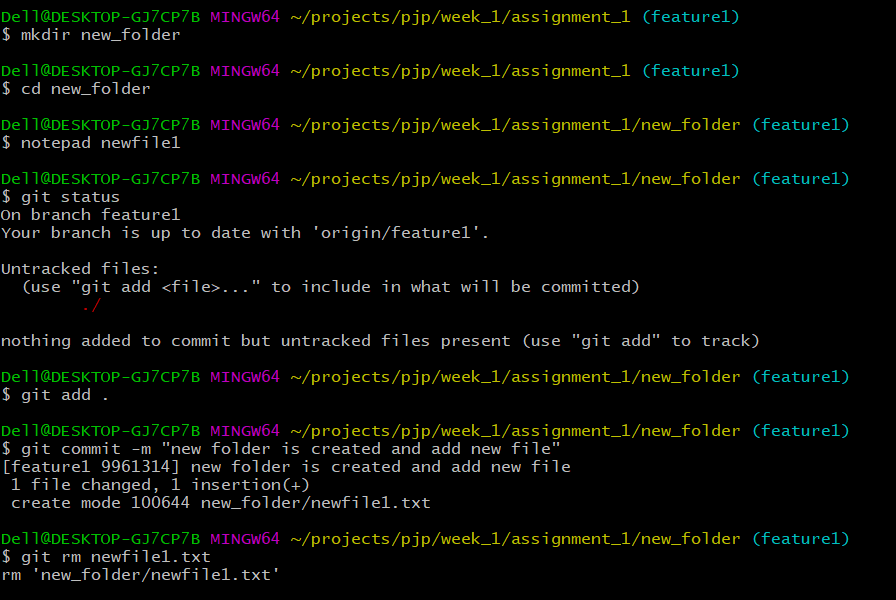 Dell@DESKTOP-GJ7CP7B MINGW64 ~/projects/pjp/week_1/assignment_1 (feature1)
$ mkdir new_folder
Dell@DESKTOP-GJ7CP7B MINGW64 ~/projects/pjp/week_1/assignment_1 (feature1)
$ cd new_folder
Dell@DESKTOP-GJ7CP7B MINGW64 ~/projects/pjp/week_1/assignment_1/new_folder (feature1)
$ notepad newfile1
Dell@DESKTOP-GJ7CP7B MINGW64 ~/projects/pjp/week_1/assignment_1/new_folder (feature1)
$ git status
On branch feature1
Your branch is up to date with 'origin/feature1'.
Untracked files:
  (use "git add <file>..." to include in what will be committed)
        ./
nothing added to commit but untracked files present (use "git add" to track)
Dell@DESKTOP-GJ7CP7B MINGW64 ~/projects/pjp/week_1/assignment_1/new_folder (feature1)
$ git add .
Dell@DESKTOP-GJ7CP7B MINGW64 ~/projects/pjp/week_1/assignment_1/new_folder (feature1)
$ git commit -m "new folder is created and add new file"
[feature1 9961314] new folder is created and add new file
 1 file changed, 1 insertion(+)
 create mode 100644 new_folder/newfile1.txt
Dell@DESKTOP-GJ7CP7B MINGW64 ~/projects/pjp/week_1/assignment_1/new_folder (feature1)
$ git rm newfile1.txt
rm 'new_folder/newfile1.txt'